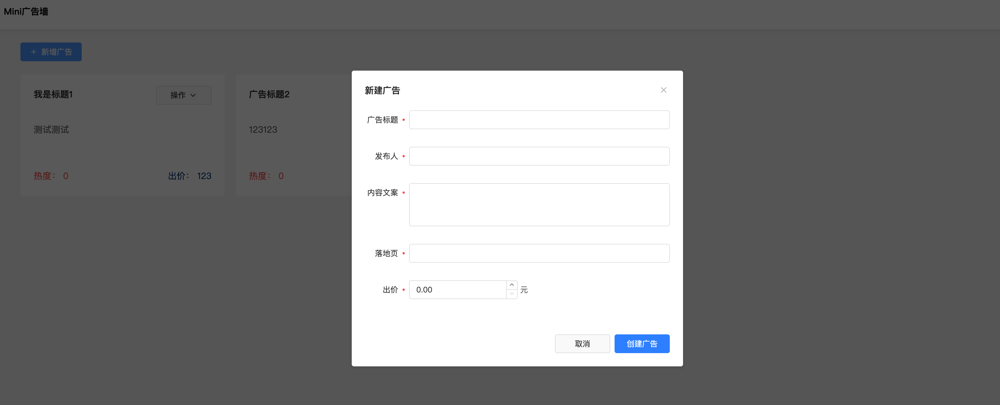 Mini广告墙
+ 新增广告
我是标题1
操作
测试测试
热度: 0
出价: 123
广告标题2
123123
热度: 0
新建广告
广告标题
发布人
内容文案
落地页
出价
0.00
元
取消
创建广告